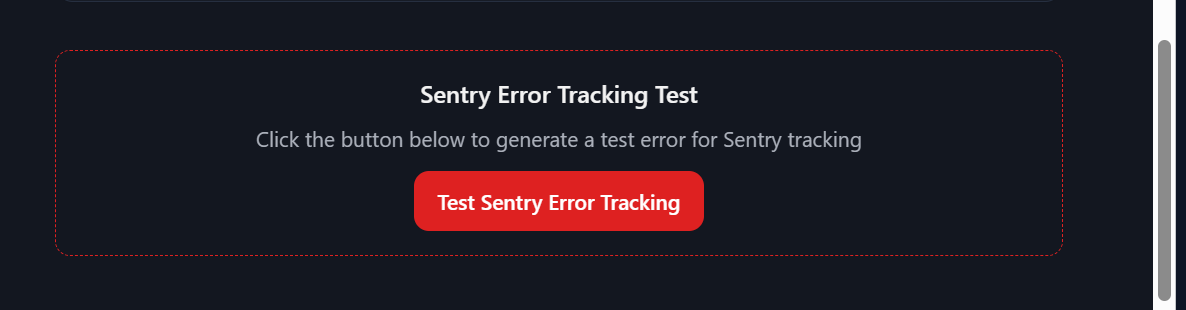 Sentry Error Tracking Test
Click the button below to generate a test error for Sentry tracking
Test Sentry Error Tracking